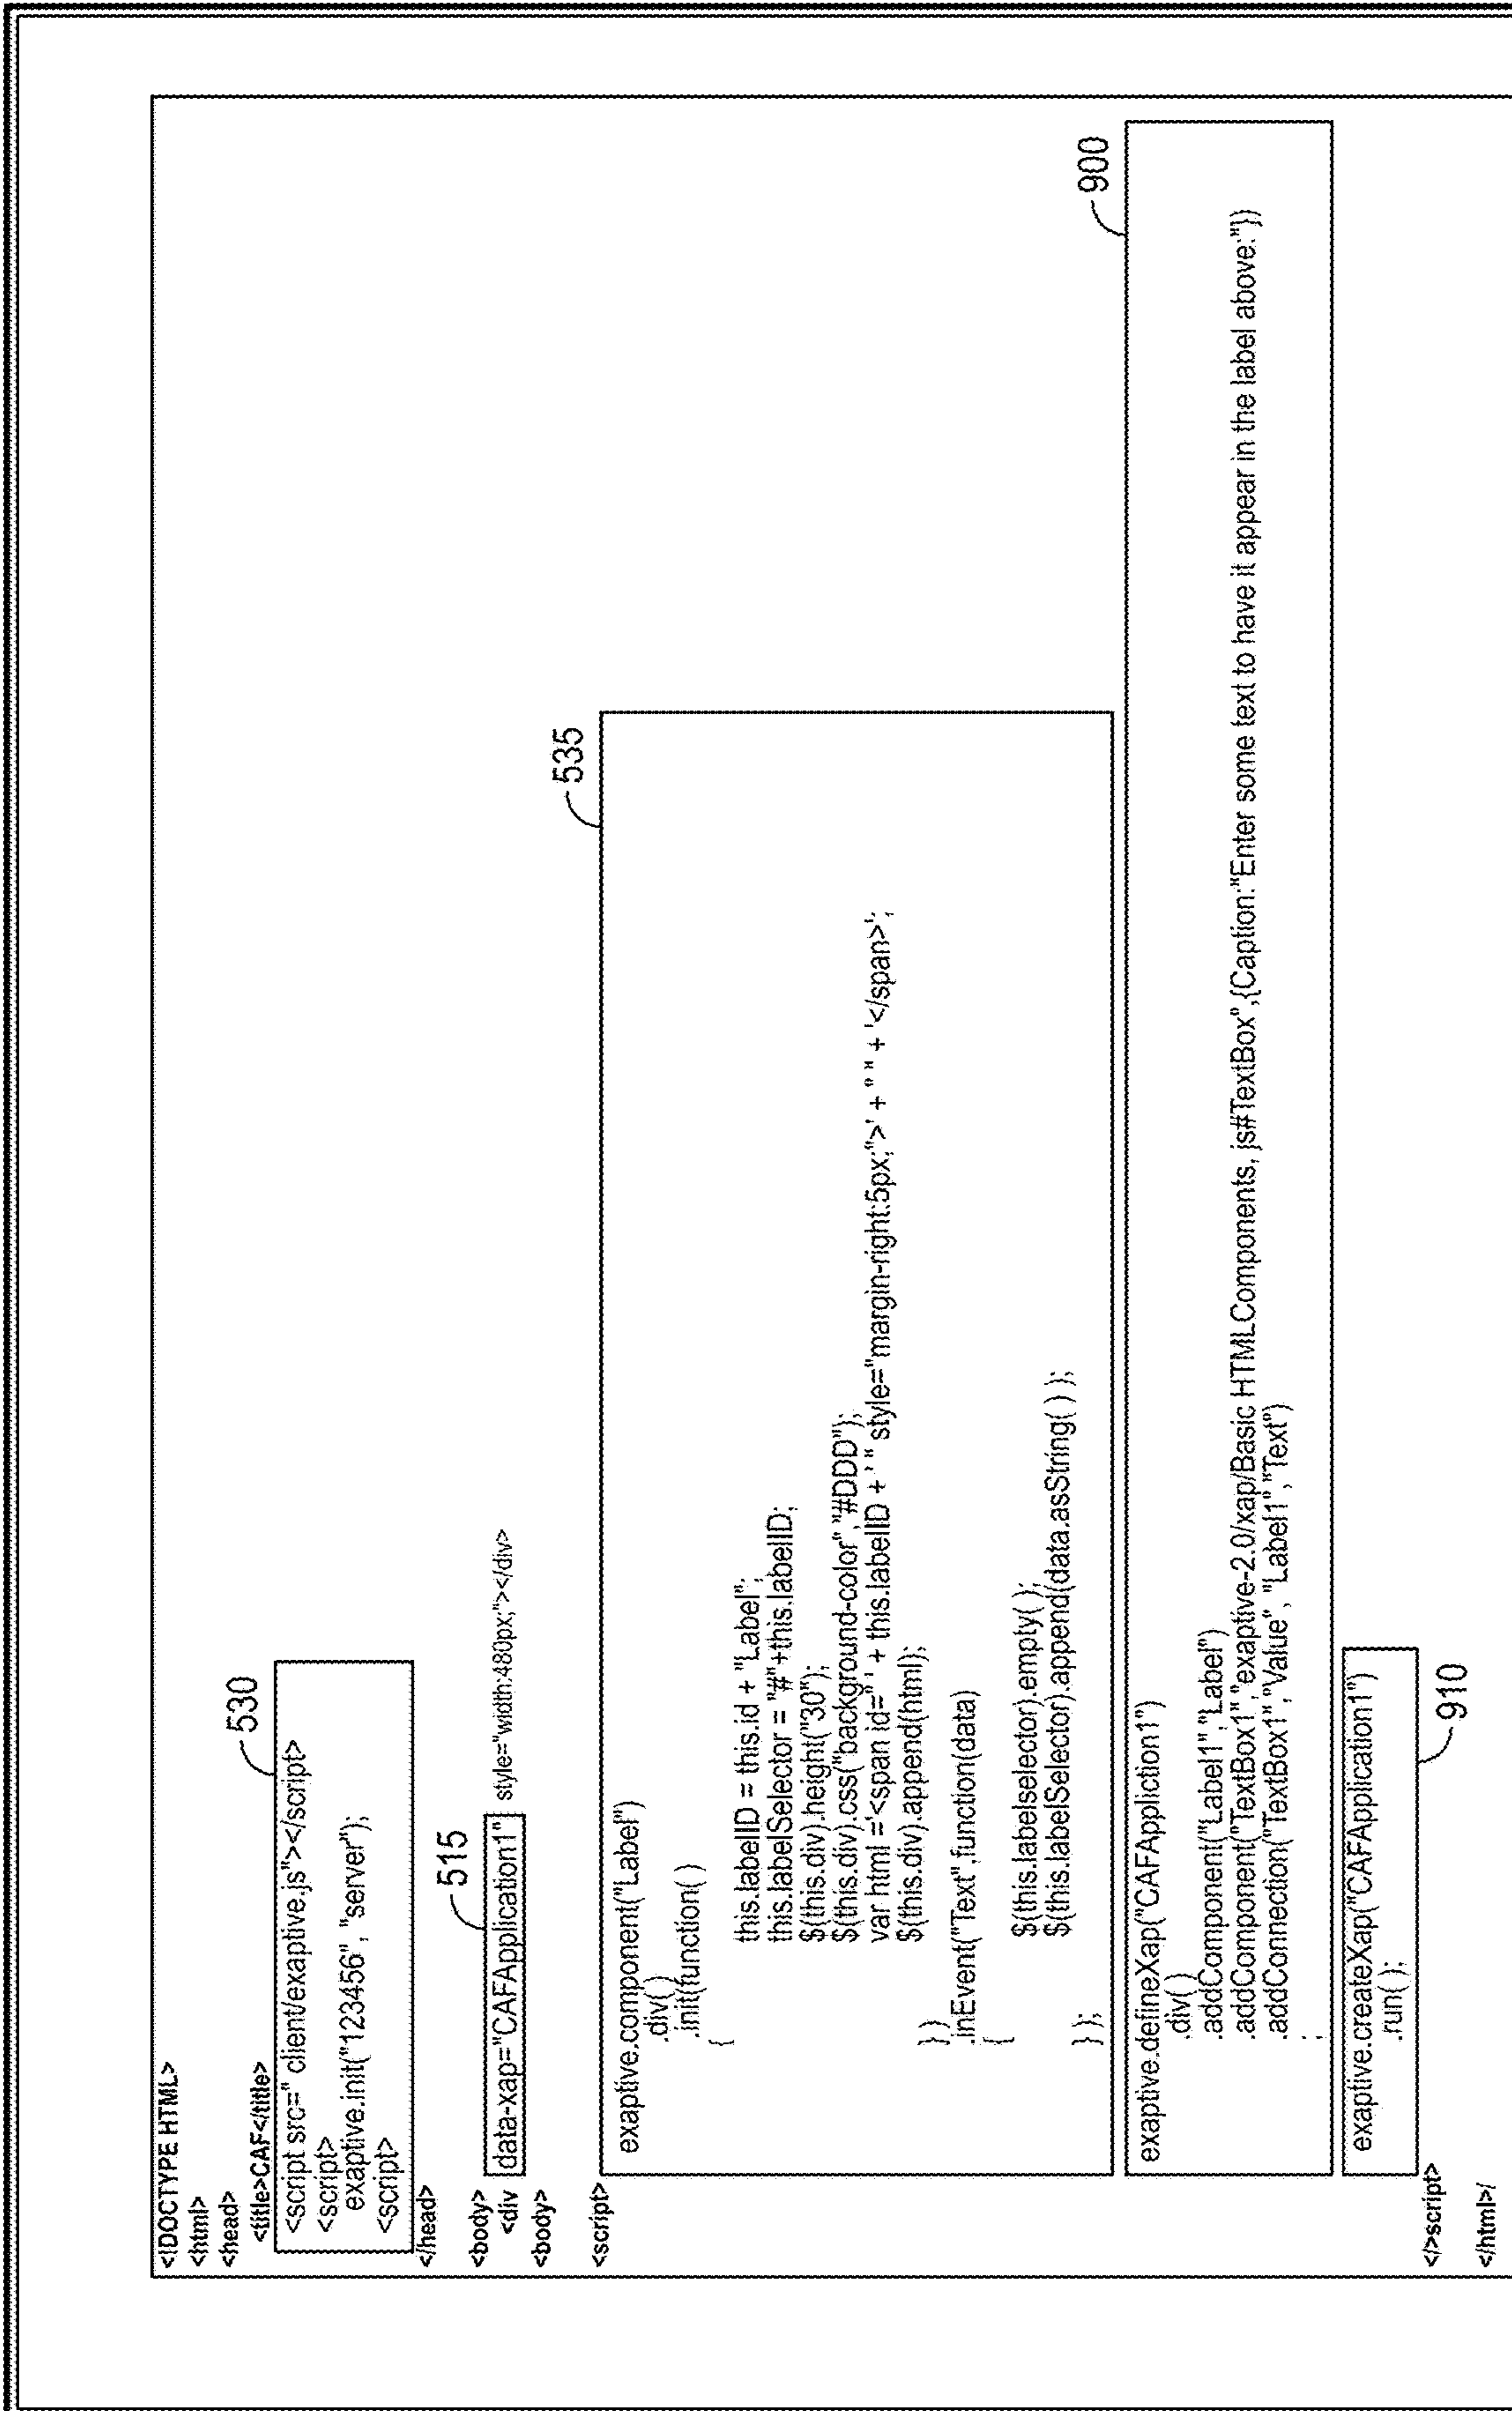 <!DOCTYPE HTML>
<html>
<head>
<title>CAF</title>
530
<script src=" client/exaptive.js"></script>
<script>
exaptive.init("123456", "server");
<script>
</head>
515
<body>
<div data-xap="CAFApplication1" style="width:480px;"></div>
<body>
535
<script>
exaptive.component("Label")
.div()
.init(function( )
{
this.labelID = this.id + "Label";
this.labelSelector = "#"+this.labelID;
$(this.div).height("30");
$(this.div).css("background-color","#DDD");
var html ='<span id=" ' + this.labelID + ' " style="margin-right:5px;">' + " " + '</span>';
$(this.div).append(html);
} )
.inEvent("Text",function(data)
{
$(this.labelselector).empty( );
$(this.labelSelector).append(data.asString( ) );
} );
900
exaptive.defineXap("CAFAppliction1")
.div()
.addComponent("Label1","Label")
.addComponent("TextBox1","exaptive-2.0/xap/Basic HTMLComponents, js#TextBox",{Caption:"Enter some text to have it appear in the label above:"})
.addConnection("TextBox1","Value", "Label1","Text")
;
exaptive.createXap("CAFApplication1")
.run( );
910
</>script>
</html>/